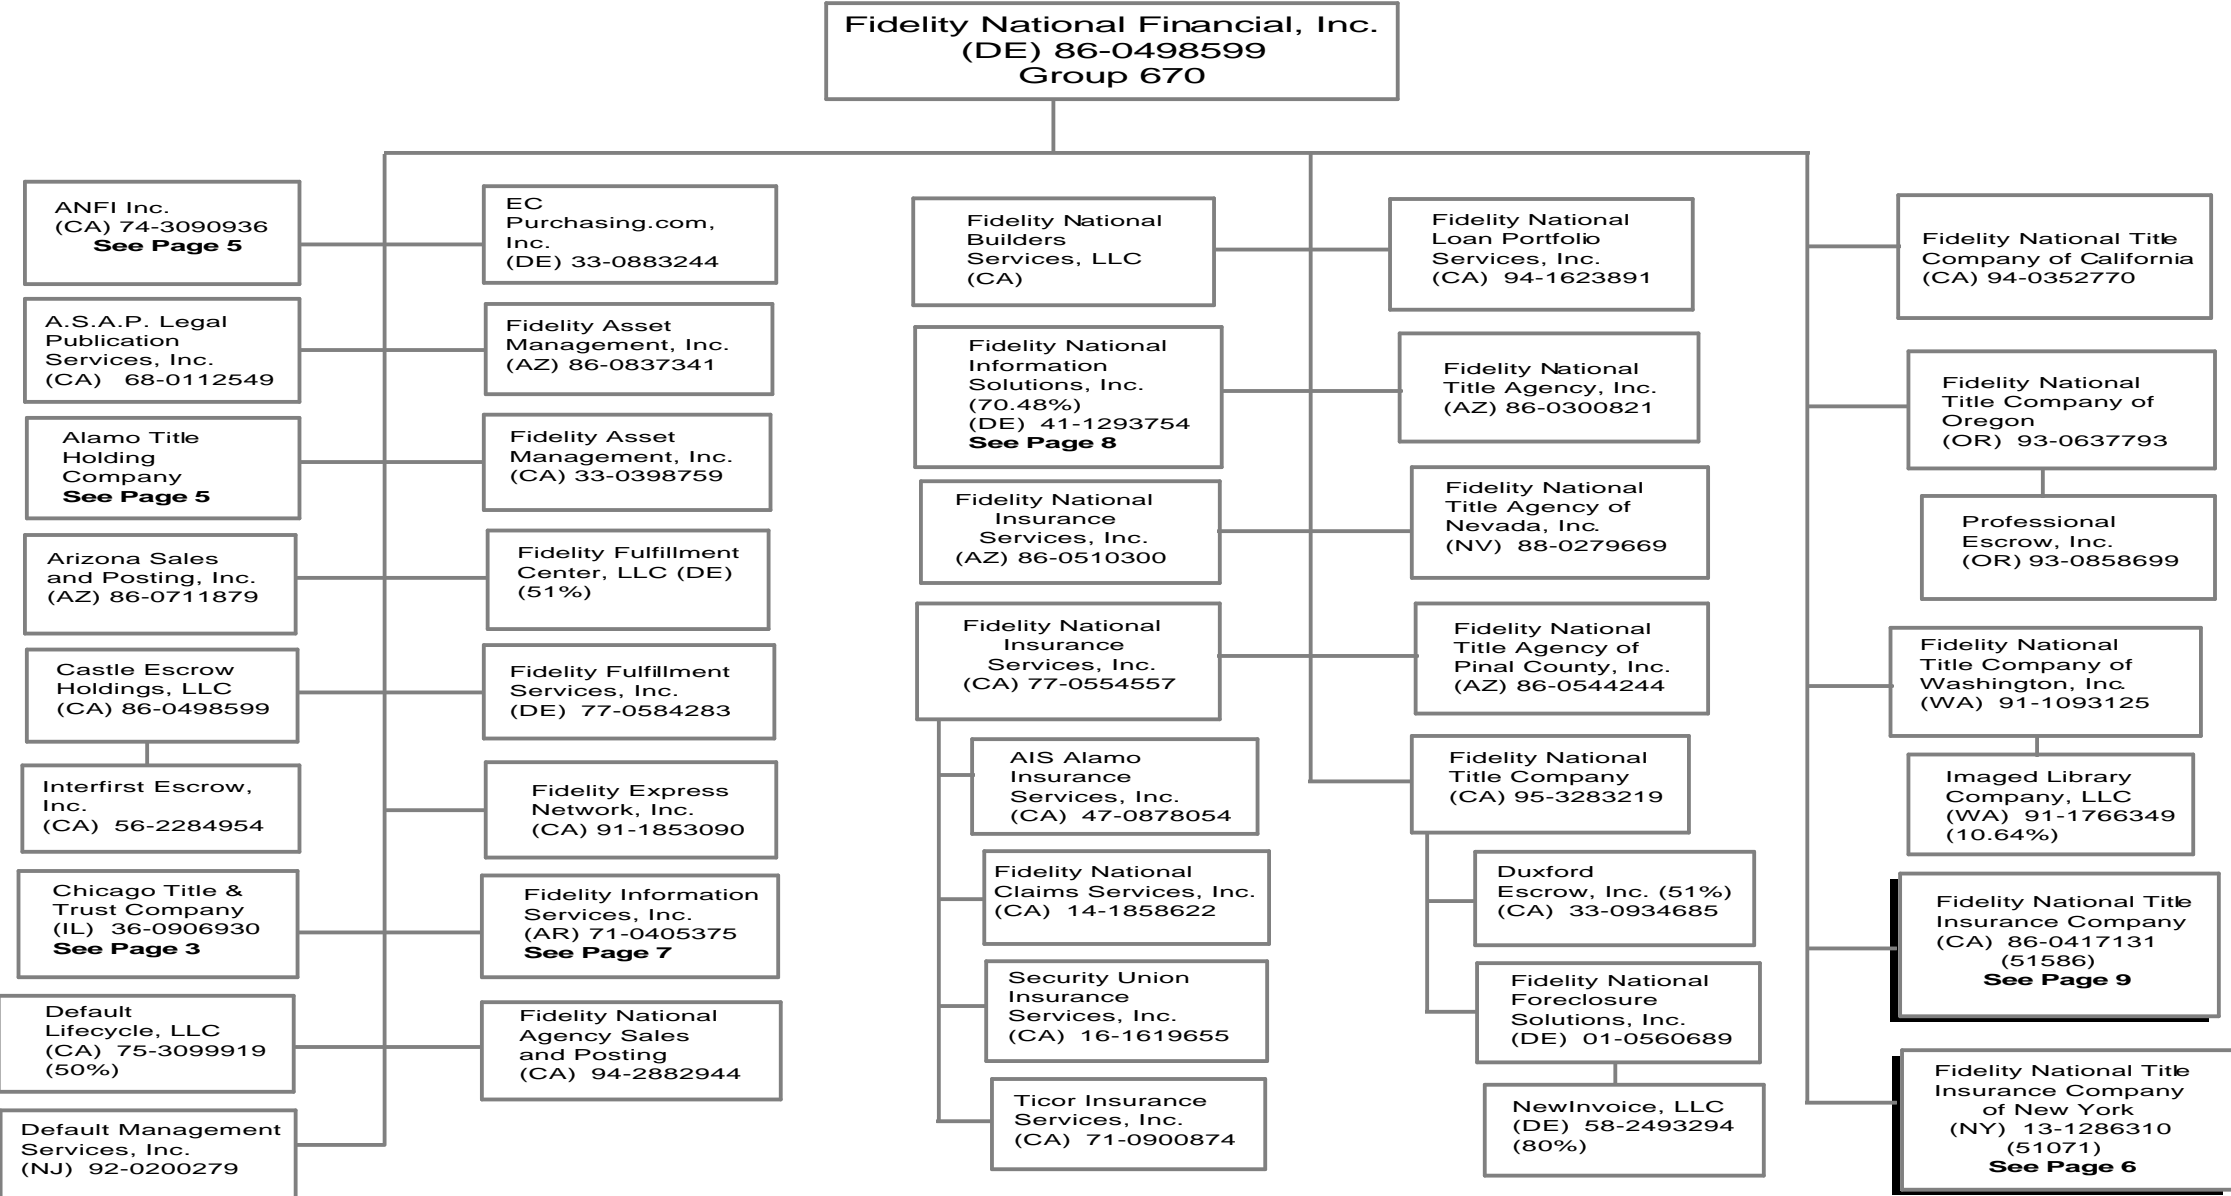 Fidelity National Financial, Inc.
(DE) 86-0498599
Group 670
ANFI Inc.
(CA) 74-3090936
See Page 5
A.S.A.P. Legal
Publication
Services, Inc.
(CA) 68-0112549
Alamo Title
Holding
Company
See Page 5
Arizona Sales
and Posting, Inc.
(AZ) 86-0711879
Castle Escrow
Holdings, LLC
(CA) 86-0498599
Interfirst Escrow,
Inc.
(CA) 56-2284954
Chicago Title &
Trust Company
(IL) 36-0906930
See Page 3
Default
Lifecycle, LLC
(CA) 75-3099919
(50%)
Default Management
Services, Inc.
(NJ) 92-0200279
EC
Purchasing.com,
Inc.
(DE) 33-0883244
Fidelity Asset
Management, Inc.
(AZ) 86-0837341
Fidelity Asset
Management, Inc.
(CA) 33-0398759
Fidelity Fulfillment
Center, LLC (DE)
(51%)
Fidelity Fulfillment
Services, Inc.
(DE) 77-0584283
Fidelity Express
Network, Inc.
(CA) 91-1853090
Fidelity Information
Services, Inc.
(AR) 71-0405375
See Page 7
Fidelity National
Agency Sales
and Posting
(CA) 94-2882944
Fidelity National
Builders
Services, LLC
(CA)
Fidelity National
Information
Solutions, Inc.
(70.48%)
(DE) 41-1293754
See Page 8
Fidelity National
Insurance
Services, Inc.
(AZ) 86-0510300
Fidelity National
Insurance
Services, Inc.
(CA) 77-0554557
AIS Alamo
Insurance
Services, Inc.
(CA) 47-0878054
Fidelity National
Claims Services, Inc.
(CA) 14-1858622
Security Union
Insurance
Services, Inc.
(CA) 16-1619655
Ticor Insurance
Services, Inc.
(CA) 71-0900874
Fidelity National
Loan Portfolio
Services, Inc.
(CA) 94-1623891
Fidelity National
Title Agency, Inc.
(AZ) 86-0300821
Fidelity National
Title Agency of
Nevada, Inc.
(NV) 88-0279669
Fidelity National
Title Agency of
Pinal County, Inc.
(AZ) 86-0544244
Fidelity National
Title Company
(CA) 95-3283219
Duxford
Escrow, Inc. (51%)
(CA) 33-0934685
Fidelity National
Foreclosure
Solutions, Inc.
(DE) 01-0560689
NewInvoice, LLC
(DE) 58-2493294
(80%)
Fidelity National Title
Company of California
(CA) 94-0352770
Fidelity National
Title Company of
Oregon
(OR) 93-0637793
Professional
Escrow, Inc.
(OR) 93-0858699
Fidelity National
Title Company of
Washington, Inc.
(WA) 91-1093125
Imaged Library
Company, LLC
(WA) 91-1766349
(10.64%)
Fidelity National Title
Insurance Company
(CA) 86-0417131
(51586)
See Page 9
Fidelity National Title
Insurance Company
of New York
(NY) 13-1286310
(51071)
See Page 6